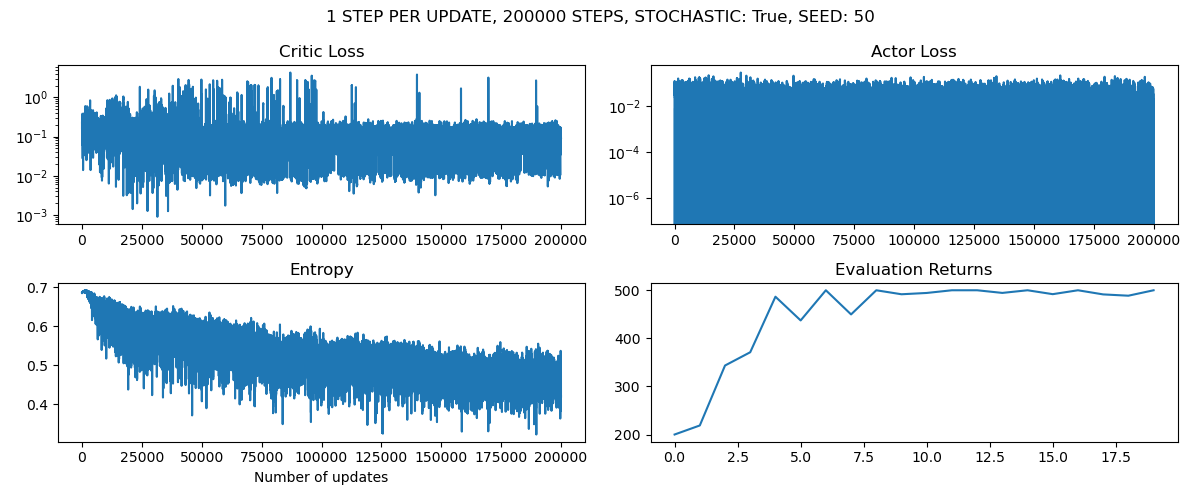 1 STEP PER UPDATE, 200000 STEPS, STOCHASTIC: True, SEED: 50
Critic Loss
10^0
10^-1
10^-2
10^-3
0 25000 50000 75000 100000 125000 150000 175000 200000
Actor Loss
10^-2
10^-4
10^-6
0 25000 50000 75000 100000 125000 150000 175000 200000
Entropy
0.7
0.6
0.5
0.4
0 25000 50000 75000 100000 125000 150000 175000 200000
Number of updates
Evaluation Returns
500
400
300
200
0.0 2.5 5.0 7.5 10.0 12.5 15.0 17.5